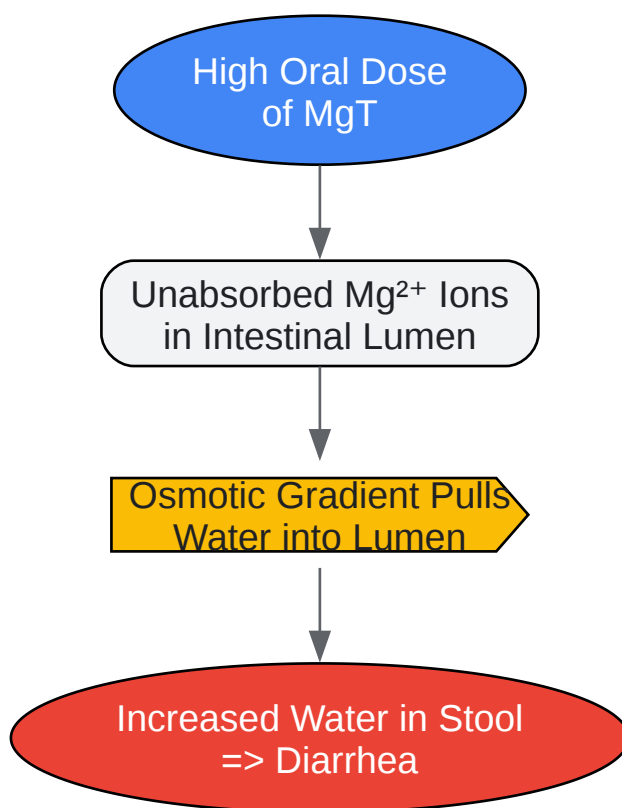 High Oral Dose
of MgT
Unabsorbed Mg²⁺ Ions
in Intestinal Lumen
Osmotic Gradient Pulls
Water into Lumen
Increased Water in Stool
=> Diarrhea